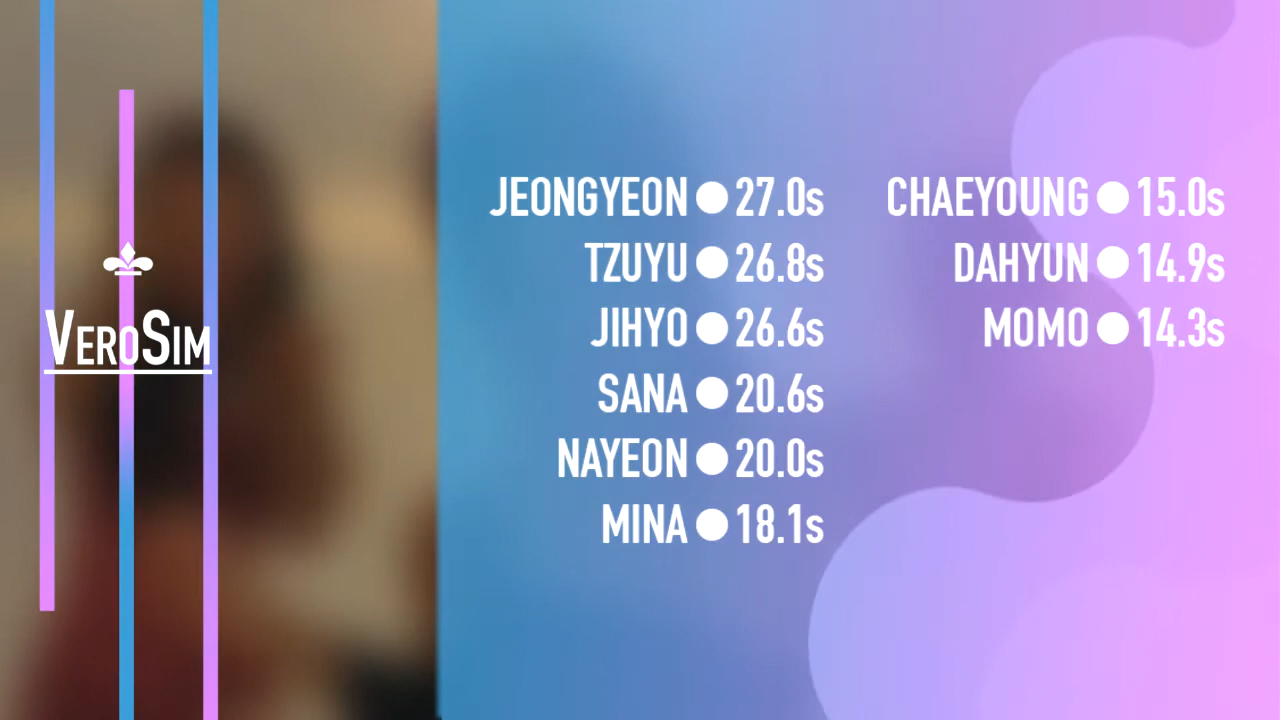 VEROSIM
JEONGYEON ● 27.0s
TZUYU ● 26.8s
JIHYO ● 26.6s
SANA ● 20.6s
NAYEON ● 20.0s
MINA ● 18.1s
CHAEYOUNG ● 15.0s
DAHYUN ● 14.9s
MOMO ● 14.3s